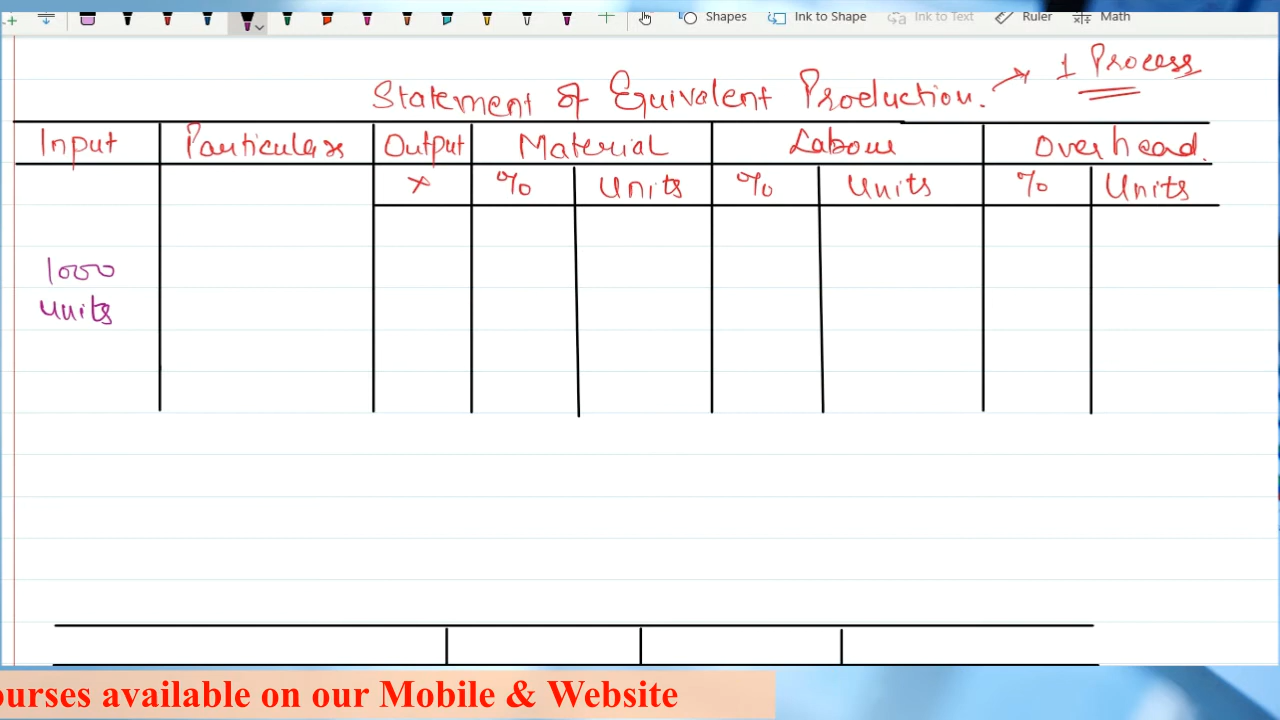 Shapes Ink to Shape Ink to Text Ruler Math
Statement of Equivalent Production. → 1 Process
Input Particulars Output Material Labour Overhead.
x % Units % Units % Units
1000
Units
ourses available on our Mobile & Website